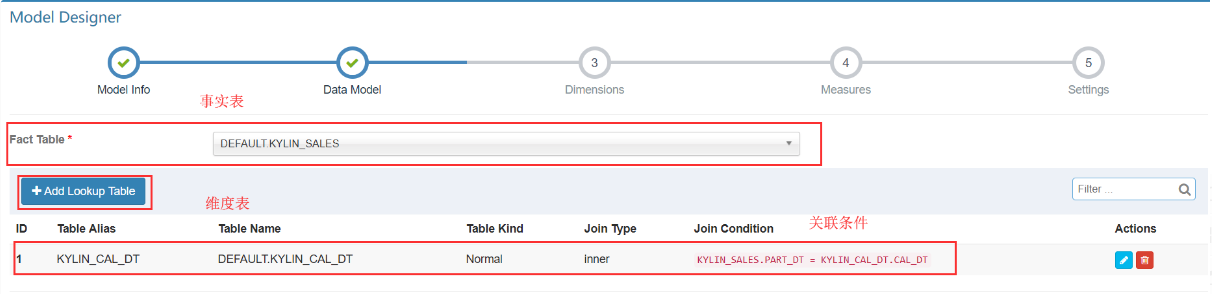 Model Designer
3
4
5
Model Info
Data Model
Dimensions
Measures
Settings
事实表
Fact Table *
DEFAULT.KYLIN_SALES
+ Add Lookup Table
维度表
Filter ...
关联条件
ID
Table Alias
Table Name
Table Kind
Join Type
Join Condition
Actions
1
KYLIN_CAL_DT
DEFAULT.KYLIN_CAL_DT
Normal
inner
KYLIN_SALES.PART_DT = KYLIN_CAL_DT.CAL_DT